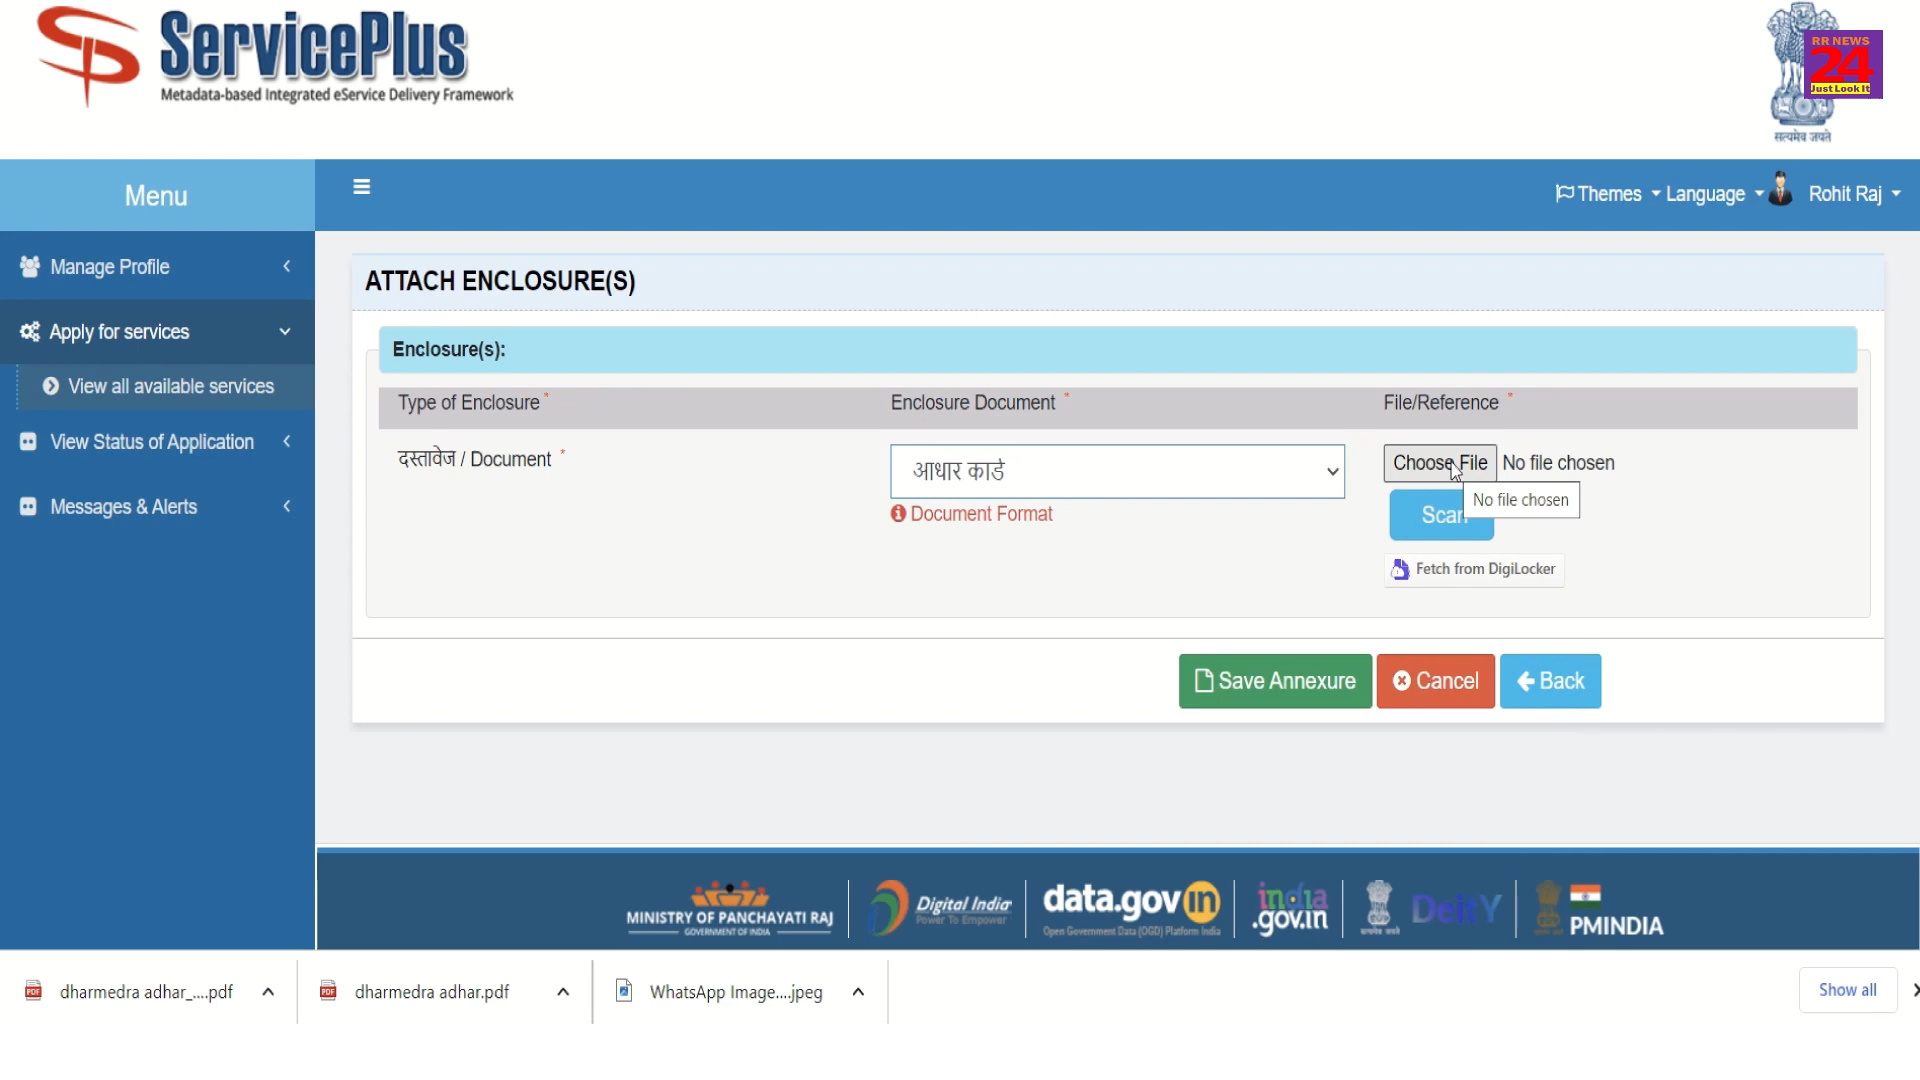 ServicePlus
Metadata-based Integrated eService Delivery Framework
RR NEWS
24
Just Look It
सत्यमेव जयते
Menu
Themes
Language
Rohit Raj
Manage Profile
Apply for services
View all available services
View Status of Application
Messages & Alerts
ATTACH ENCLOSURE(S)
Enclosure(s):
Type of Enclosure *
Enclosure Document *
File/Reference *
दस्तावेज / Document *
आधार कार्ड
Choose File
No file chosen
Document Format
No file chosen
Scan
Fetch from DigiLocker
Save Annexure
Cancel
Back
MINISTRY OF PANCHAYATI RAJ
GOVERNMENT OF INDIA
Digital India
Power To Empower
data.gov in
Open Government Data (OGD) Platform India
india
.gov.in
सत्यमेव जयते
DeitY
PMINDIA
PDF
dharmedra adhar_....pdf
PDF
dharmedra adhar.pdf
WhatsApp Image....jpeg
Show all